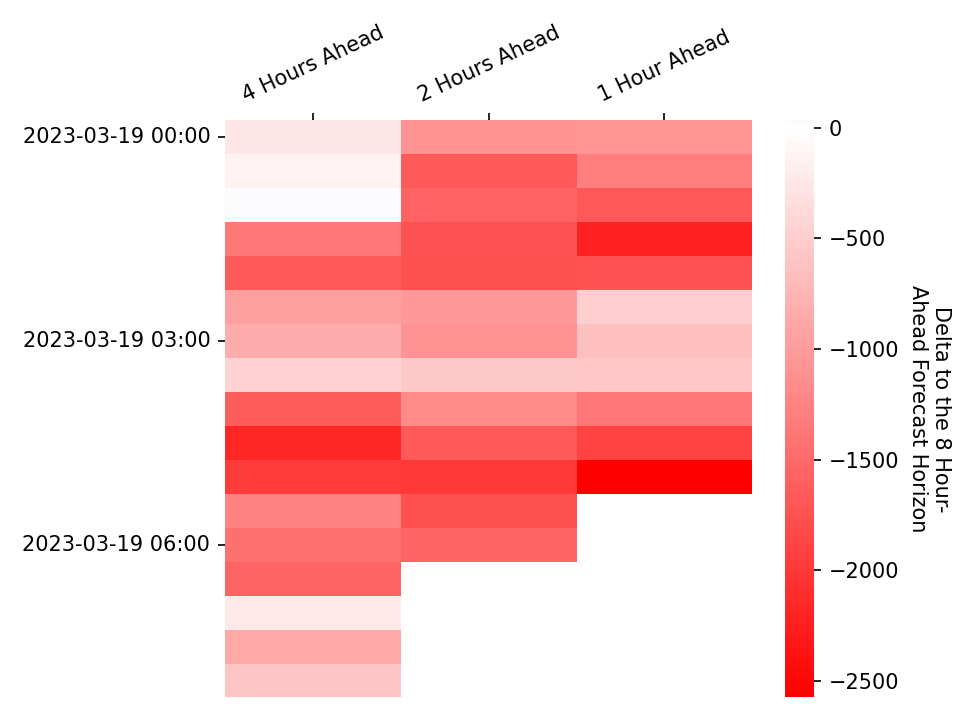 4 Hours Ahead
2 Hours Ahead
1 Hour Ahead
2023-03-19 00:00
2023-03-19 03:00
2023-03-19 06:00
0
−500
−1000
−1500
−2000
−2500
Delta to the 8 Hour-
Ahead Forecast Horizon